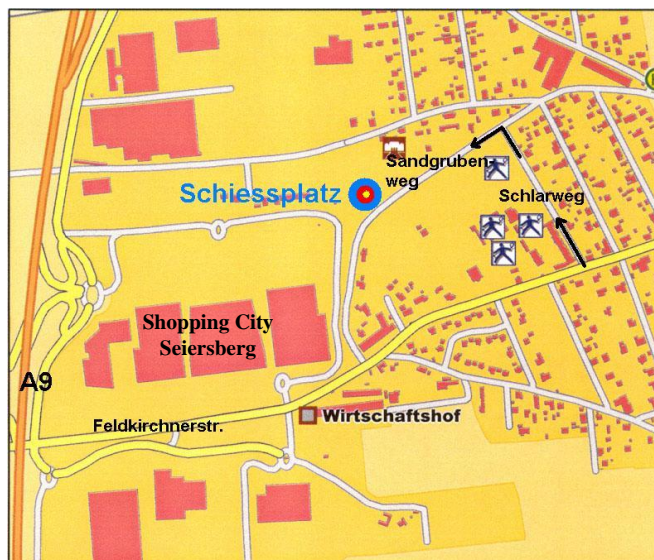 Sandgruben-
weg
Schiessplatz
Schlarweg
Shopping City
Seiersberg
A9
Wirtschaftshof
Feldkirchnerstr.